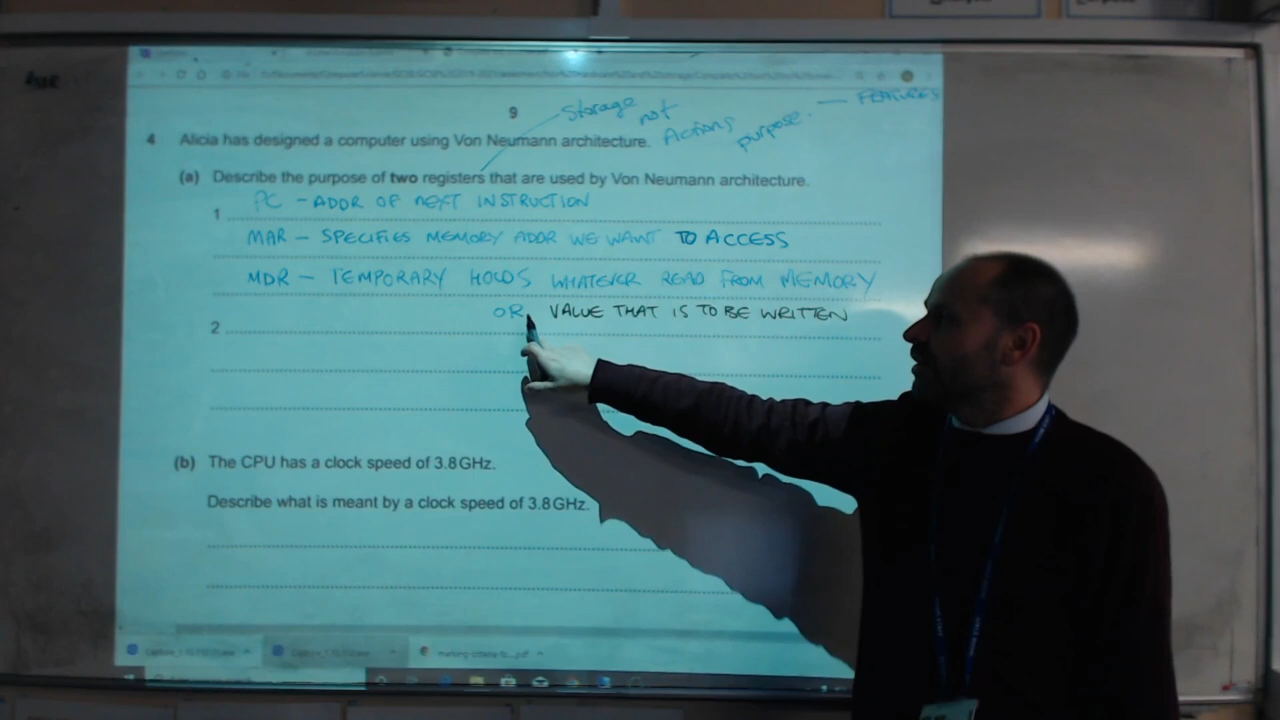 9
Storage not Actions purpose. — FEATURES
4 Alicia has designed a computer using Von Neumann architecture.
(a) Describe the purpose of two registers that are used by Von Neumann architecture.
PC - ADDR OF NEXT INSTRUCTION
1
MAR - SPECIFIES MEMORY ADDR WE WANT TO ACCESS
MDR - TEMPORARY HOLDS WHATEVER READ FROM MEMORY
OR VALUE THAT IS TO BE WRITTEN
2
(b) The CPU has a clock speed of 3.8 GHz.
Describe what is meant by a clock speed of 3.8 GHz.